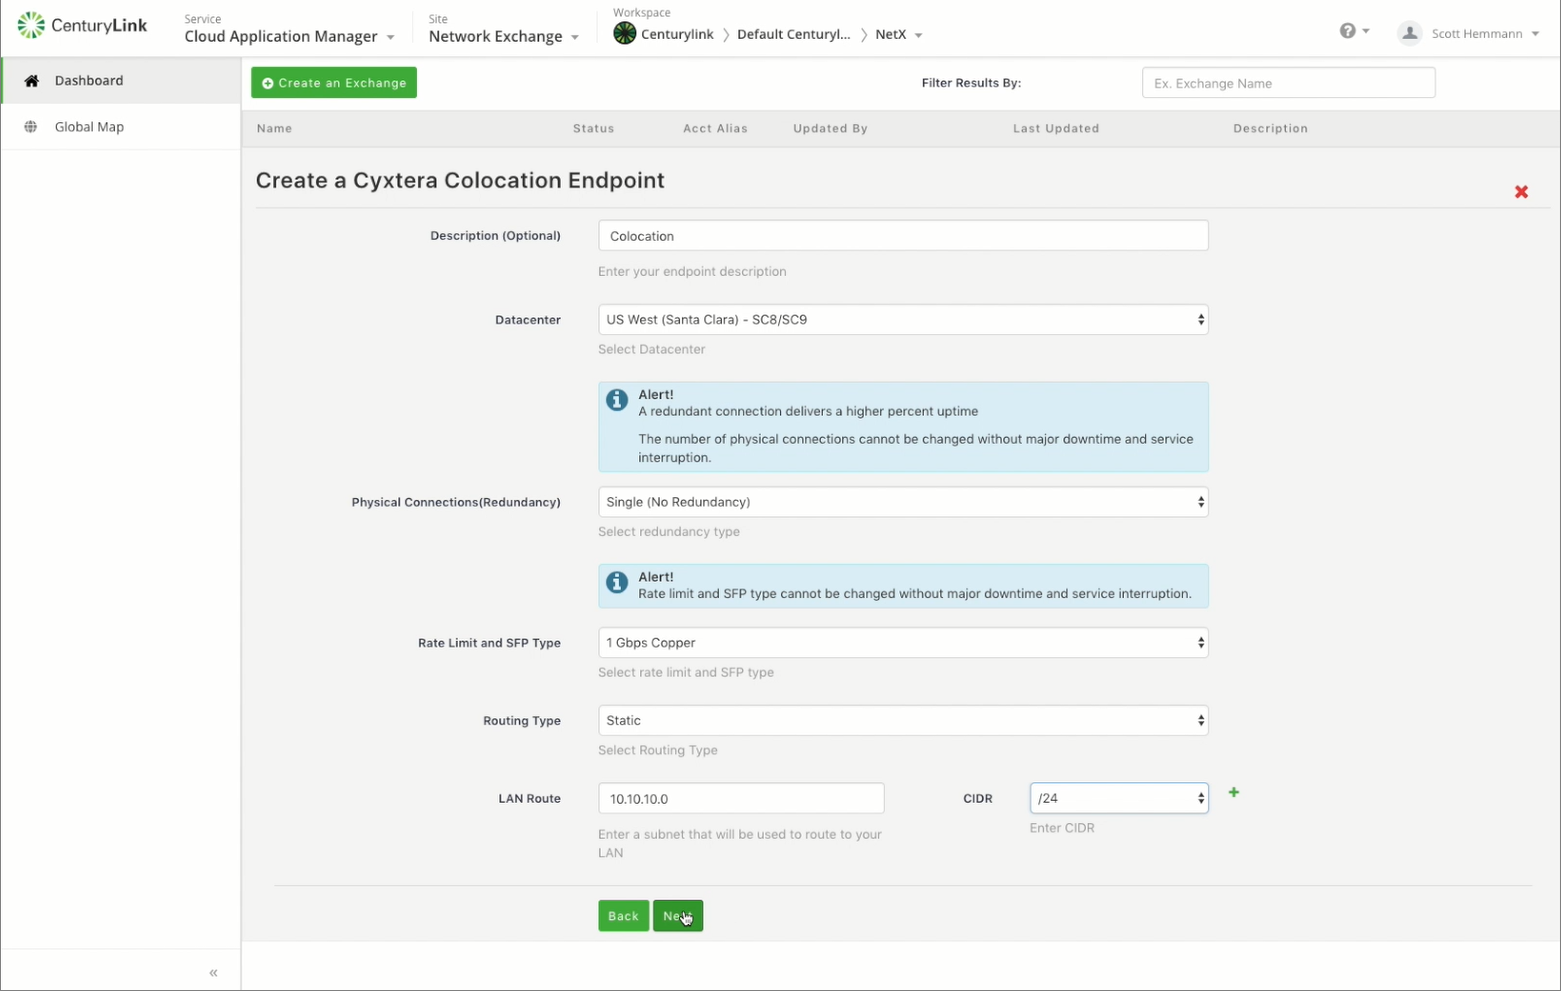 CenturyLink
Service
Cloud Application Manager
Site
Network Exchange
Workspace
Centurylink
Default Centuryl...
NetX
Scott Hemmann
Dashboard
Global Map
Create an Exchange
Filter Results By:
Ex. Exchange Name
Name Status Acct Alias Updated By Last Updated Description
Create a Cyxtera Colocation Endpoint
Description (Optional)
Colocation
Enter your endpoint description
Datacenter
US West (Santa Clara) - SC8/SC9
Select Datacenter
Alert!
A redundant connection delivers a higher percent uptime
The number of physical connections cannot be changed without major downtime and service
interruption.
Physical Connections(Redundancy)
Single (No Redundancy)
Select redundancy type
Alert!
Rate limit and SFP type cannot be changed without major downtime and service interruption.
Rate Limit and SFP Type
1 Gbps Copper
Select rate limit and SFP type
Routing Type
Static
Select Routing Type
LAN Route
10.10.10.0
CIDR
/24
Enter a subnet that will be used to route to your
LAN
Enter CIDR
Back
Next